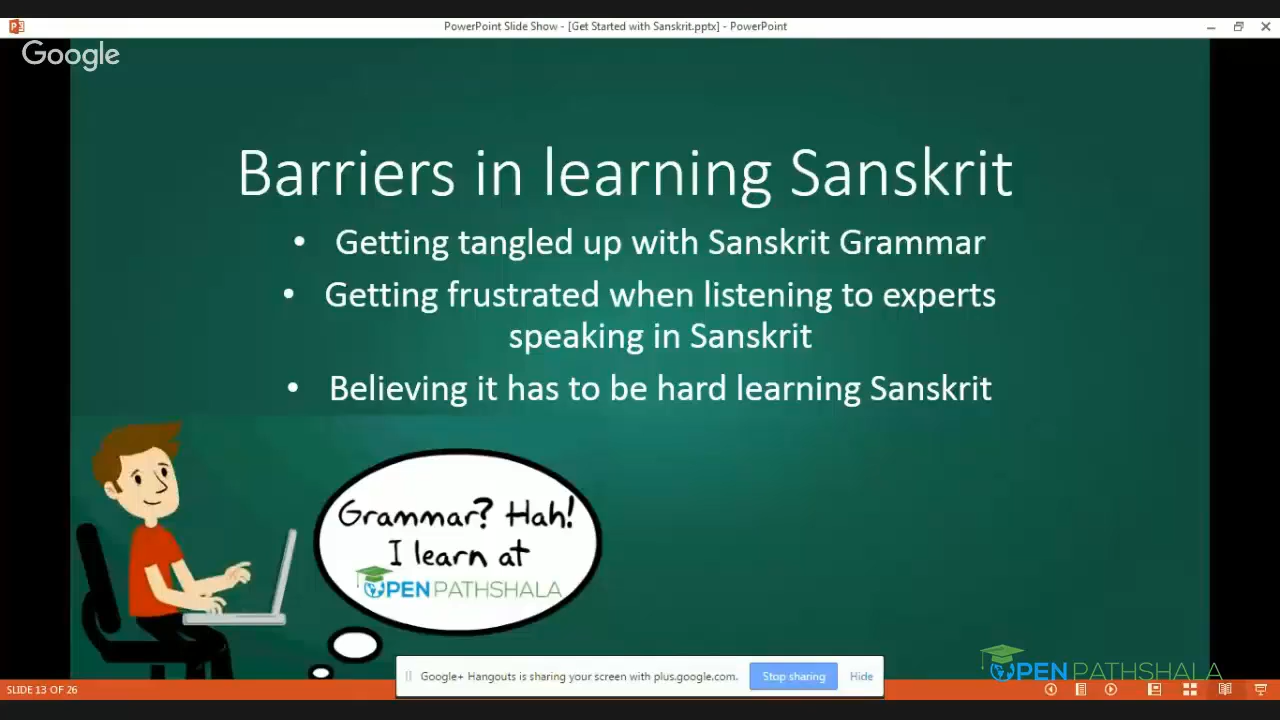 PowerPoint Slide Show - [Get Started with Sanskrit.pptx] - PowerPoint
Google
Barriers in learning Sanskrit
• Getting tangled up with Sanskrit Grammar
• Getting frustrated when listening to experts
speaking in Sanskrit
• Believing it has to be hard learning Sanskrit
Grammar? Hah!
I learn at
OPEN PATHSHALA
OPEN PATHSHALA
Google+ Hangouts is sharing your screen with plus.google.com.
Stop sharing
Hide
SLIDE 13 OF 26